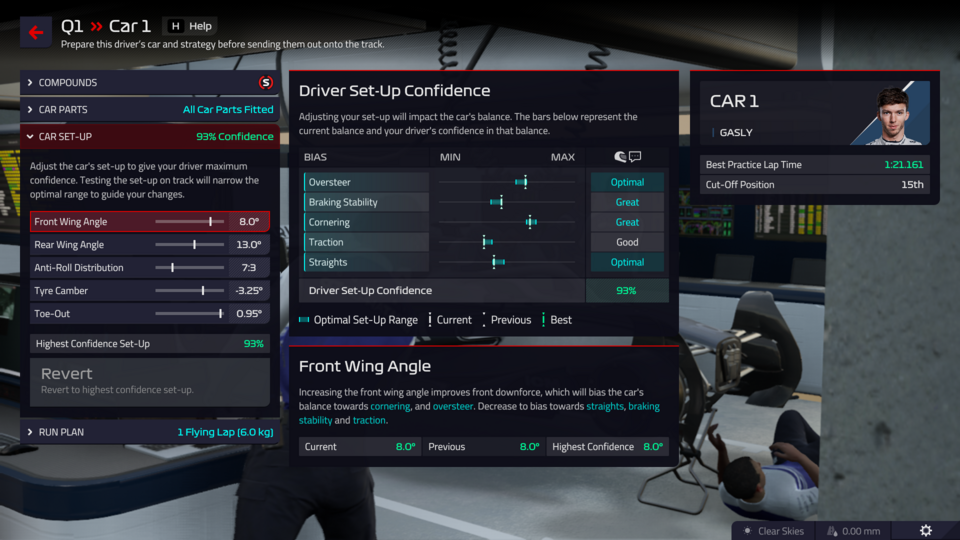 Q1 » Car 1
H Help
Prepare this driver's car and strategy before sending them out onto the track.
COMPOUNDS
S
CAR PARTS
All Car Parts Fitted
CAR SET-UP
93% Confidence
Adjust the car's set-up to give your driver maximum
confidence. Testing the set-up on track will narrow the
optimal range to guide your changes.
Front Wing Angle 8.0°
Rear Wing Angle 13.0°
Anti-Roll Distribution 7:3
Tyre Camber -3.25°
Toe-Out 0.95°
Highest Confidence Set-Up 93%
Revert
Revert to highest confidence set-up.
RUN PLAN
1 Flying Lap (6.0 kg)
Driver Set-Up Confidence
Adjusting your set-up will impact the car's balance. The bars below represent the
current balance and your driver's confidence in that balance.
BIAS MIN MAX
Oversteer Optimal
Braking Stability Great
Cornering Great
Traction Good
Straights Optimal
Driver Set-Up Confidence 93%
Optimal Set-Up Range Current Previous Best
Front Wing Angle
Increasing the front wing angle improves front downforce, which will bias the car's
balance towards cornering, and oversteer. Decrease to bias towards straights, braking
stability and traction.
Current 8.0° Previous 8.0° Highest Confidence 8.0°
CAR 1
GASLY
Best Practice Lap Time 1:21.161
Cut-Off Position 15th
Clear Skies 0.00 mm